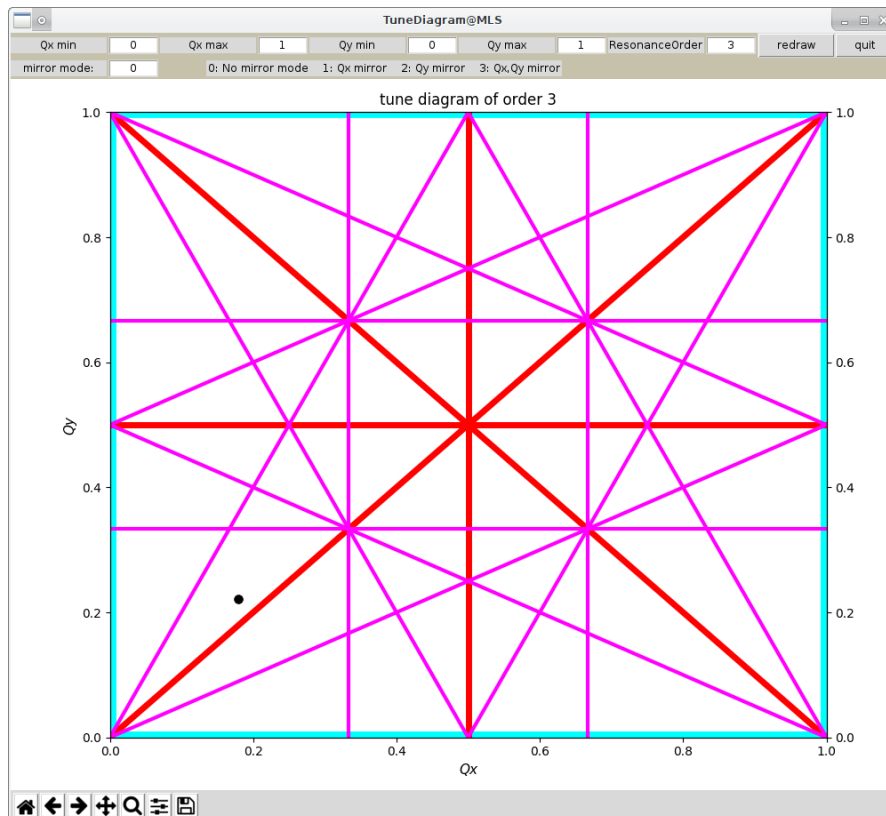 TuneDiagram@MLS
Qx min 0 Qx max 1 Qy min 0 Qy max 1 ResonanceOrder 3 redraw quit
mirror mode: 0 0: No mirror mode 1: Qx mirror 2: Qy mirror 3: Qx,Qy mirror
tune diagram of order 3
1.0 1.0
0.8 0.8
0.6 0.6
Qy
0.4 0.4
0.2 0.2
0.0 0.0
0.0 0.2 0.4 0.6 0.8 1.0
Qx